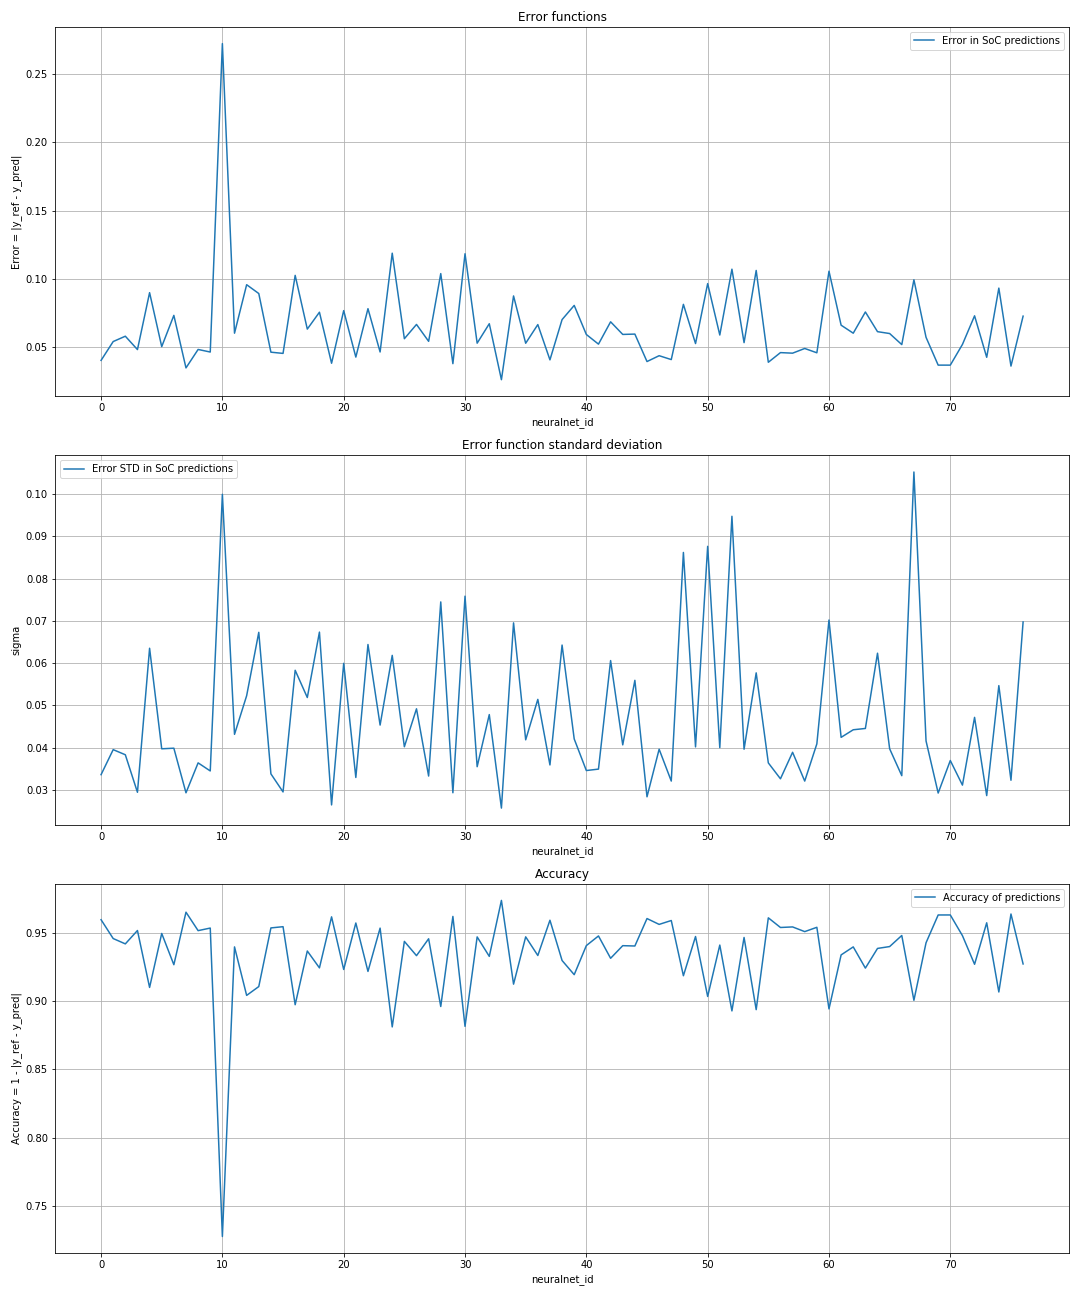 Error functions
Error in SoC predictions
0.25
0.20
0.15
0.10
0.05
Error = |y_ref - y_pred|
0 10 20 30 40 50 60 70
neuralnet_id
Error function standard deviation
Error STD in SoC predictions
0.10
0.09
0.08
0.07
0.06
0.05
0.04
0.03
sigma
0 10 20 30 40 50 60 70
neuralnet_id
Accuracy
Accuracy of predictions
0.95
0.90
0.85
0.80
0.75
Accuracy = 1 - |y_ref - y_pred|
0 10 20 30 40 50 60 70
neuralnet_id